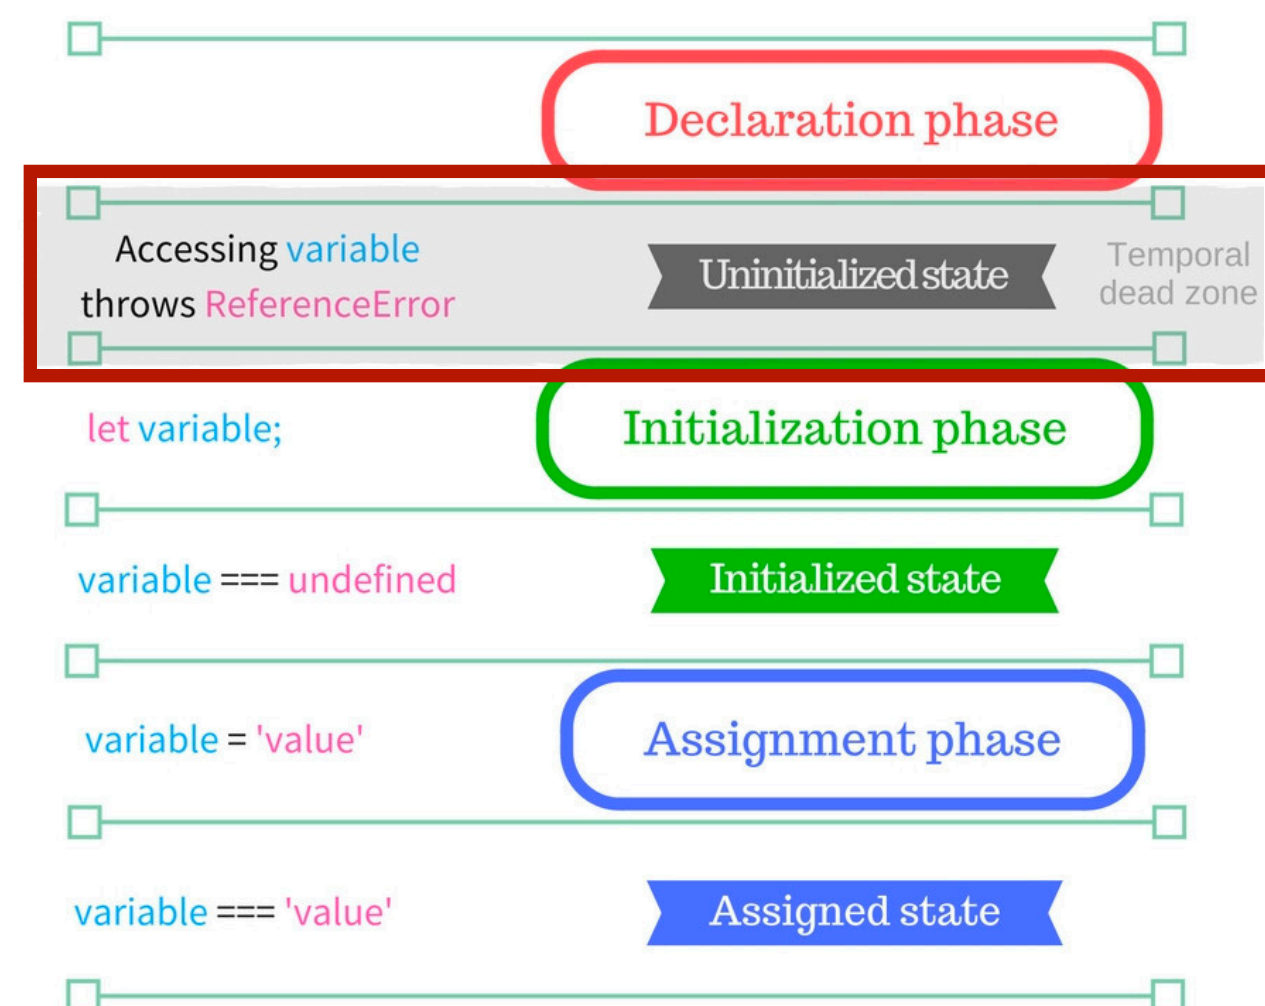 Declaration phase
Accessing variable
throws ReferenceError
Uninitialized state
Temporal
dead zone
let variable;
Initialization phase
variable === undefined
Initialized state
variable = 'value'
Assignment phase
variable === 'value'
Assigned state